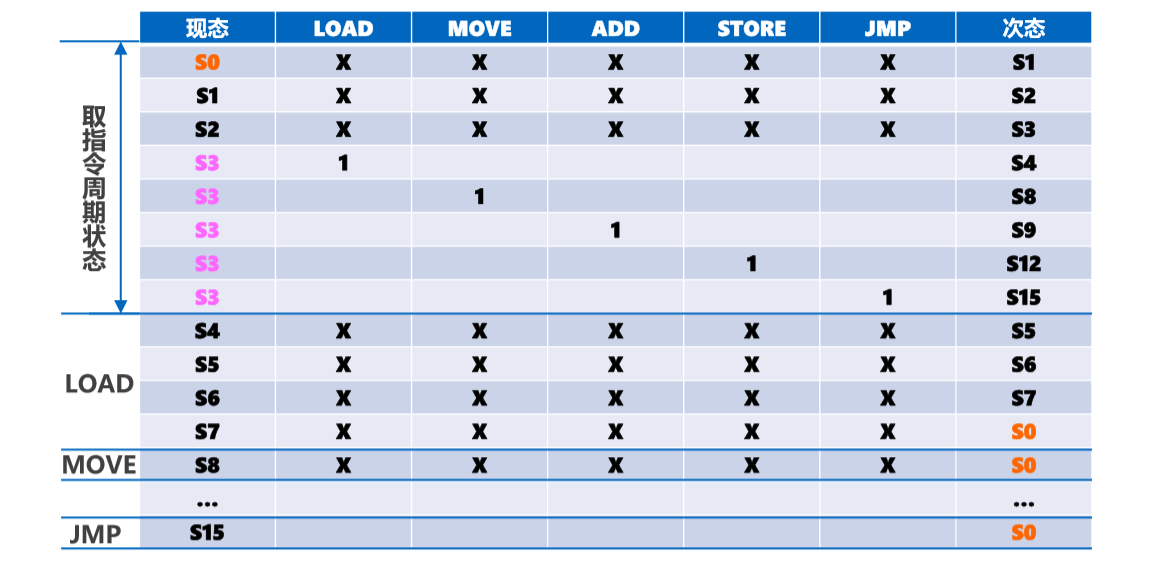 现态 LOAD MOVE ADD STORE JMP 次态
取指令周期状态
S0 X X X X X S1
S1 X X X X X S2
S2 X X X X X S3
S3 1 S4
S3 1 S8
S3 1 S9
S3 1 S12
S3 1 S15
LOAD
S4 X X X X X S5
S5 X X X X X S6
S6 X X X X X S7
S7 X X X X X S0
MOVE S8 X X X X X S0
... ...
JMP S15 S0